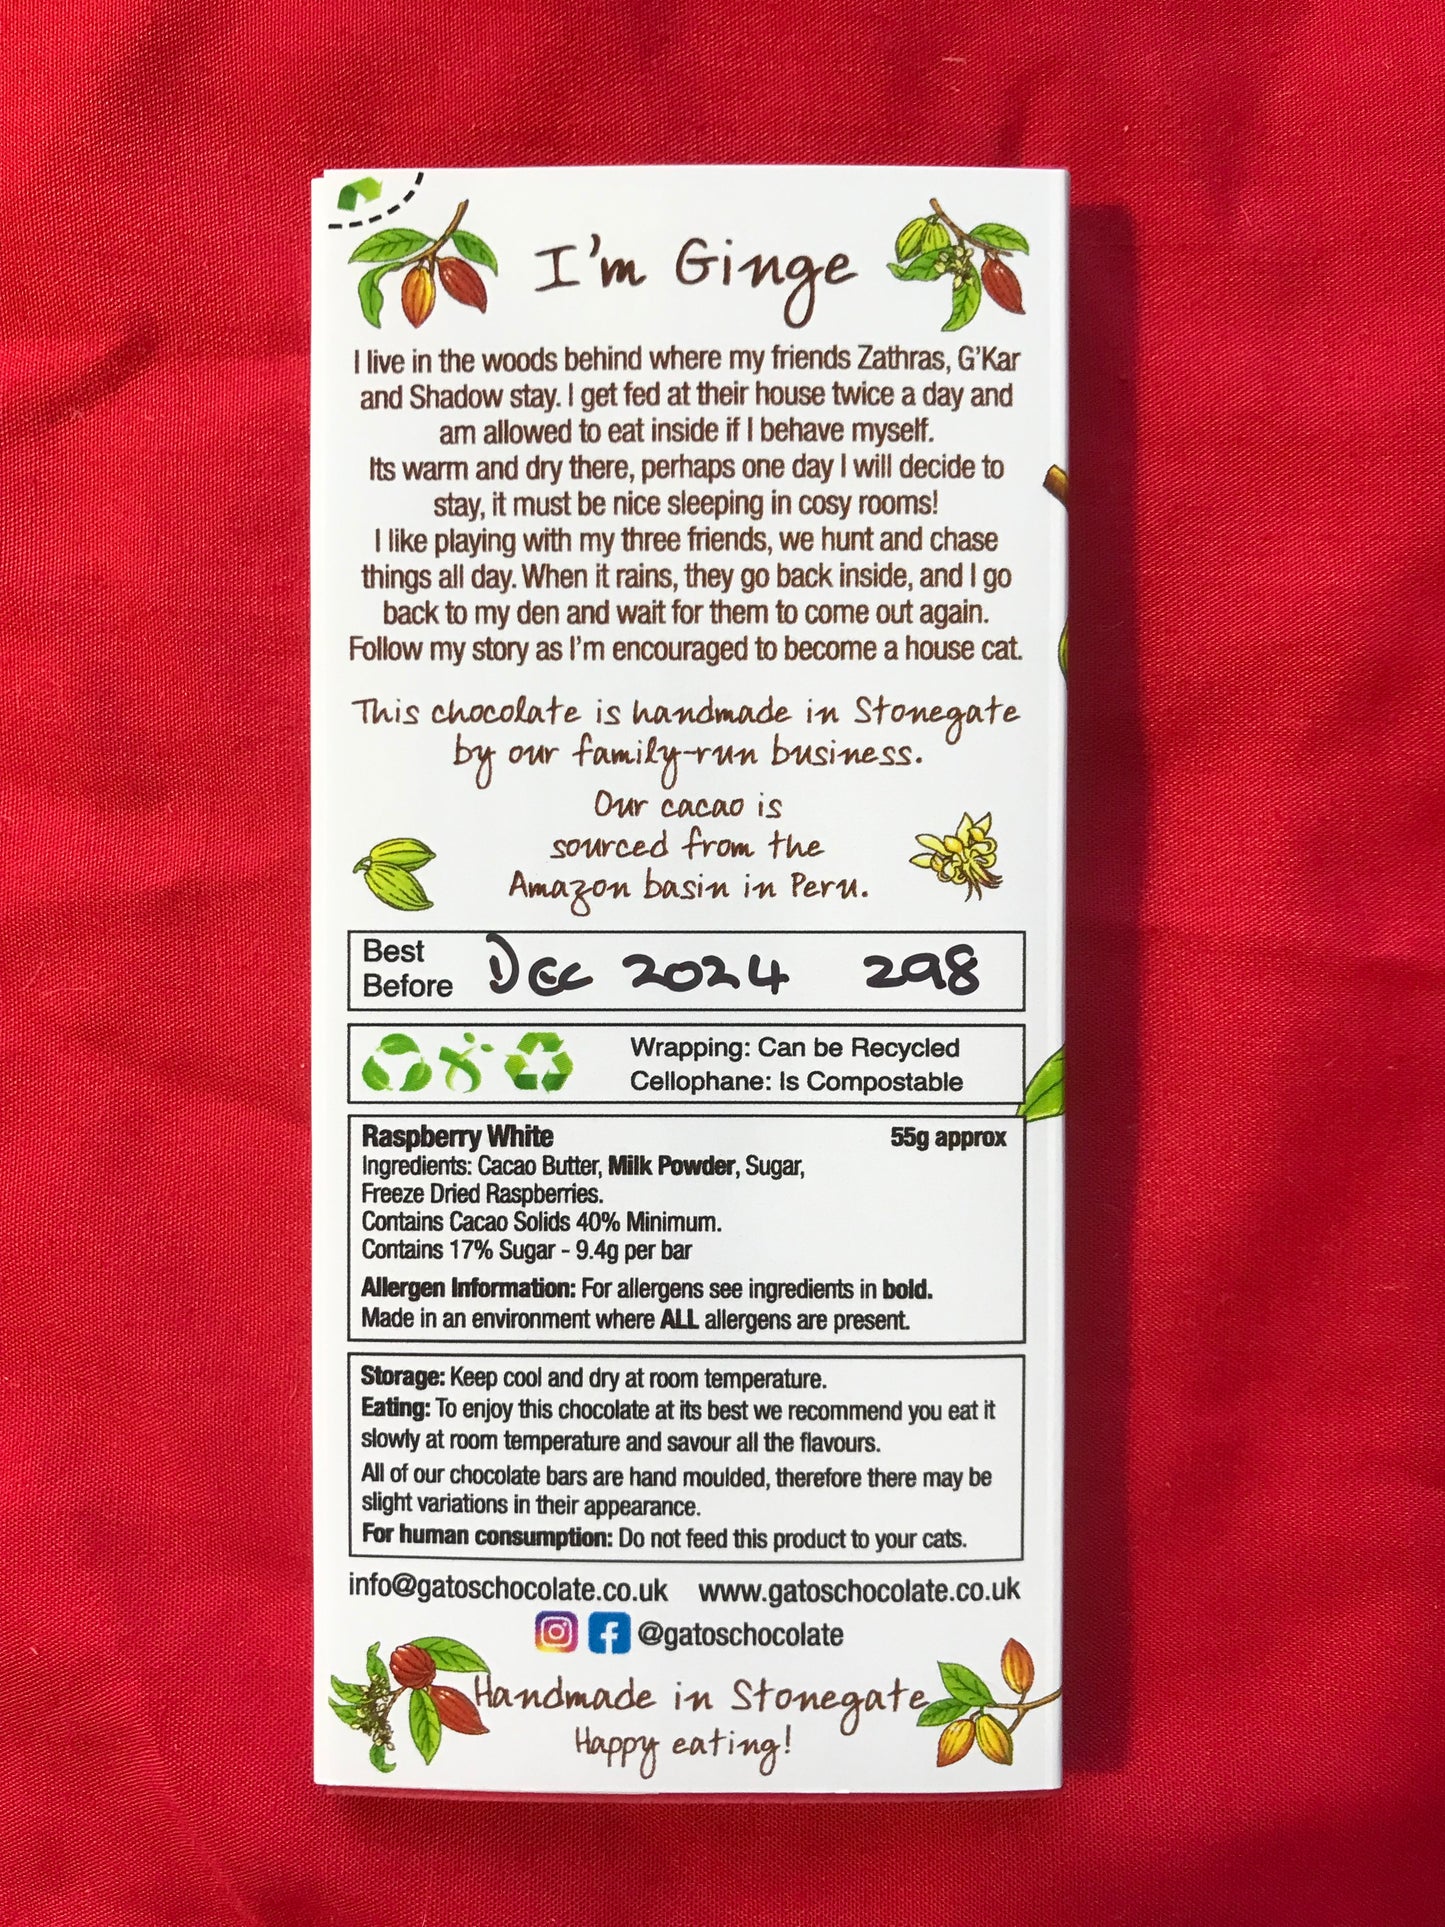 I'm Ginge
I live in the woods behind where my friends Zathras, G'Kar
and Shadow stay. I get fed at their house twice a day and
am allowed to eat inside if I behave myself.
Its warm and dry there, perhaps one day I will decide to
stay, it must be nice sleeping in cosy rooms!
I like playing with my three friends, we hunt and chase
things all day. When it rains, they go back inside, and I go
back to my den and wait for them to come out again.
Follow my story as I'm encouraged to become a house cat.
This chocolate is handmade in Stonegate
by our family-run business.
Our cacao is
sourced from the
Amazon basin in Peru.
Best
Before
DEC 2024 298
Wrapping: Can be Recycled
Cellophane: Is Compostable
Raspberry White 55g approx
Ingredients: Cacao Butter, Milk Powder, Sugar,
Freeze Dried Raspberries.
Contains Cacao Solids 40% Minimum.
Contains 17% Sugar - 9.4g per bar
Allergen Information: For allergens see ingredients in bold.
Made in an environment where ALL allergens are present.
Storage: Keep cool and dry at room temperature.
Eating: To enjoy this chocolate at its best we recommend you eat it
slowly at room temperature and savour all the flavours.
All of our chocolate bars are hand moulded, therefore there may be
slight variations in their appearance.
For human consumption: Do not feed this product to your cats.
info@gatoschocolate.co.uk www.gatoschocolate.co.uk
@gatoschocolate
Handmade in Stonegate
Happy eating!